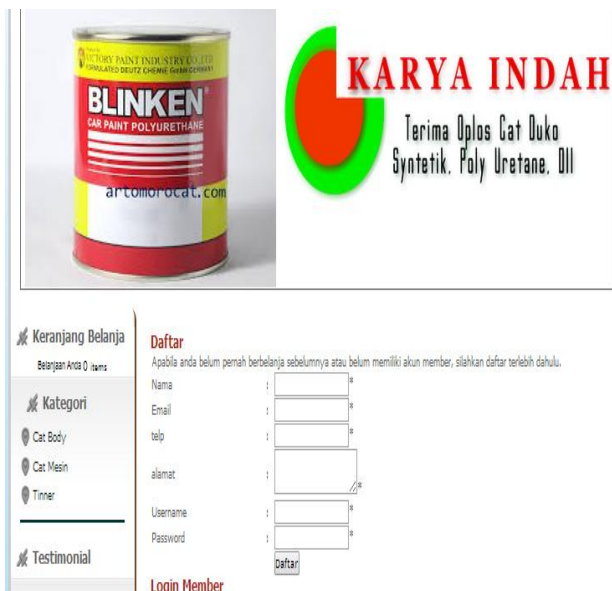 VICTORY PAINT INDUSTRY CO.,LTD
FORMULATED DEUTZ CHEMIE GmbH GERMANY
BLINKEN
CAR PAINT POLYURETHANE
artomorocat.com
KARYA INDAH
Terima Oplos Cat Duko
Syntetik, Poly Uretane, Dll
Keranjang Belanja
Belanjaan Anda 0 items
Kategori
Cat Body
Cat Mesin
Tinner
Testimonial
Daftar
Apabila anda belum pernah berbelanja sebelumnya atau belum memiliki akun member, silahkan daftar terlebih dahulu.
Nama : *
Email : *
telp : *
alamat : *
Username : *
Password : *
Daftar
Login Member